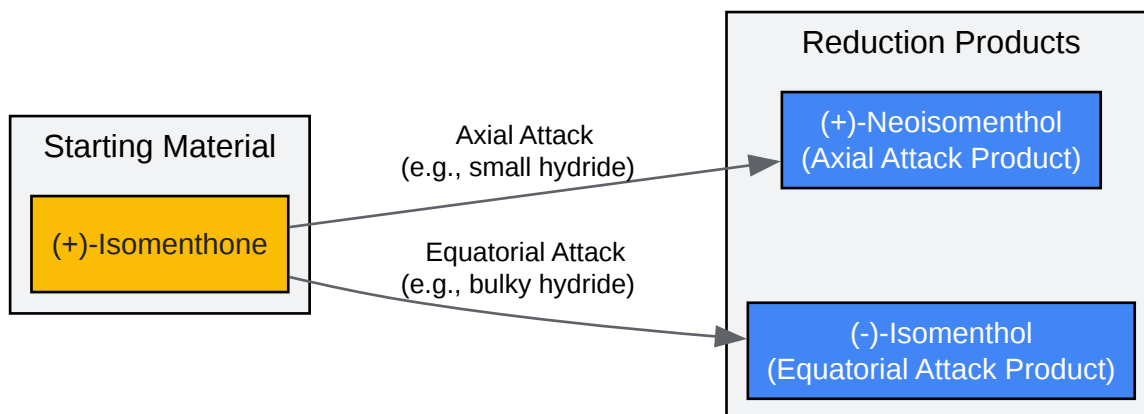 Reduction Products
Starting Material
(+)-Isomenthone
Axial Attack
(e.g., small hydride)
Equatorial Attack
(e.g., bulky hydride)
(+)-Neoisomenthol
(Axial Attack Product)
(-)-Isomenthol
(Equatorial Attack Product)